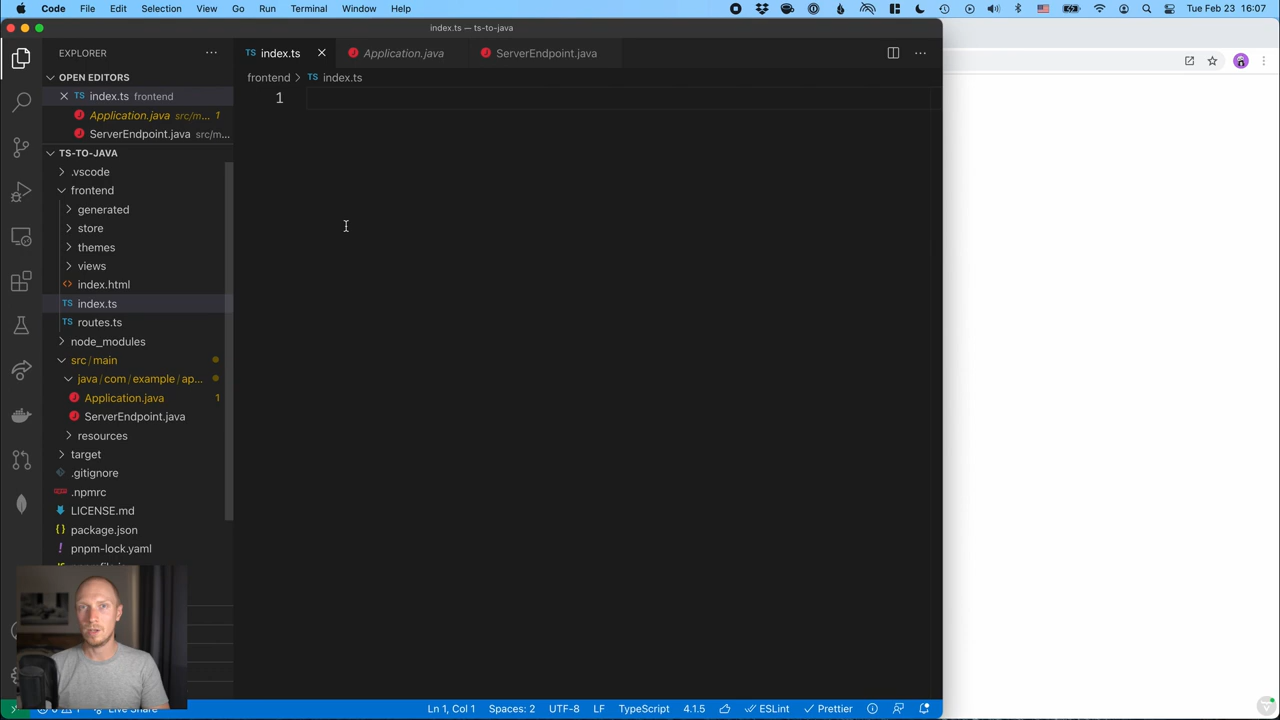 Code File Edit Selection View Go Run Terminal Window Help
Tue Feb 23 16:07
index.ts — ts-to-java
EXPLORER
index.ts
Application.java
ServerEndpoint.java
OPEN EDITORS
frontend
index.ts
index.ts frontend
1
Application.java src/m... 1
ServerEndpoint.java src/m...
TS-TO-JAVA
.vscode
frontend
generated
store
themes
views
index.html
TS index.ts
TS routes.ts
node_modules
src / main
java / com / example / ap...
Application.java 1
ServerEndpoint.java
resources
target
.gitignore
.npmrc
LICENSE.md
package.json
pnpm-lock.yaml
Live Share
Ln 1, Col 1
Spaces: 2
UTF-8
LF
TypeScript
4.1.5
ESLint
Prettier